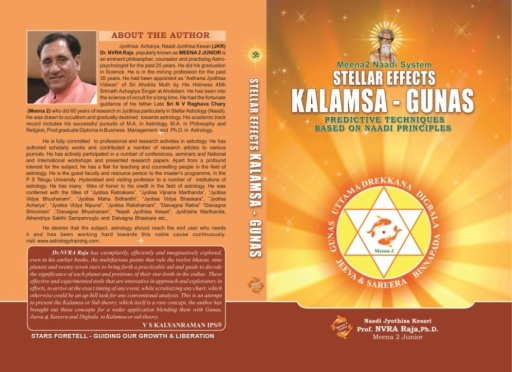 ABOUT THE AUTHOR
Jyothisa Acharya, Naadi Jyothisa Kesari (JKR)
Dr. NVRA Raja, popularly known as MEENA 2 JUNIOR is
an eminent philosopher, counselor and practising Astro-
psychologist for the past 25 years. He did his graduation
in Science. He is in the mining profession for the past
35 years. He had been appointed as "Asthana Jyothisa
Vidwan" of Sri Aholbila Muth by His Holiness 45th
Srimath Azhagiya Singar at Ahobilam. He has been into
the science of occult for a long time. He had the fortunate
guidance of his father Late Sri N V Raghava Chary
(Meena 2) who did 60 years of research in Jyothisa particularly in Stellar Astrology (Naadi).
He was drawn to occultism and gradually destined towards astrology. His academic track
record includes his successful pursuits of M.A. in Astrology, M.A. in Philosophy and
Religion, Post graduate Diploma in Business Management and Ph.D. in Astrology.
He is fully committed to professional and research activities in astrology. He has
authored scholarly works and contributed a number of research articles to various
journals. He has actively participated in a number of conferences, seminars and National
and International workshops and presented research papers. Apart from a profound
interest for the subject, he has a flair for teaching and counselling people in the field of
astrology. He is the guest faculty and resource person to the master's programme, in the
P S Telugu University ,Hyderabad and visiting professor to a number of institutions of
astrology. He has many titles of honor to his credit in the field of astrology. He was
conferred with the titles of "Jyotisa Ratnakara", "Jyotisa Vijnana Marthanda", "Jyotisa
Vidya Bhushanam", "Jyotisa Maha Sidhanthi", "Jyotisa Vidya Bhaskara", "Jyotisa
Acharya", "Jyotisa Vidya Nipuna", "Jyotisa Rakshanam", "Daivagna Ratna" "Daivagna
Shiromani" "Daivagna Bhushanam", "Naadi Jyothisa Kesari", Jyothisha Marthanda,
and Daivagna Bhaskara etc.,
He desires that the subject, astrology should reach the end user who needs
it and has been working hard towards this noble cause continuously.
visit www.astrologytraining.com.
Dr.NVRA Raja has exemplarily, efficiently and imaginatively explored,
even in his earlier books, the multifarious points that rule the twelve bhavas, nine
planets and twenty seven stars to bring forth a practicable aid and guide to decode
the significance of each planet and positions of their star-lords in the zodiac. These
effective and experimented tools that are innovative in approach and exploratory in
efforts, to arrive at the exact timing of any event, while scrutinizing any chart, which
otherwise could be an up-hill task for any conventional analysis. This is an attempt
to present the Kalamsa or Sub theory, which itself is a rare concept, the author has
brought out those concepts for a wider application blending them with Gunas,
Jeeva & Sareera and Digbala, to Kalamsa or sub theory.
V S KALYANRAMAN IPS®
STARS FORETELL - GUIDING OUR GROWTH & LIBERATION
STELLAR EFFECTS KALAMSA - GUNAS
Meena2 Naadi System
STELLAR EFFECTS
KALAMSA - GUNAS
PREDICTIVE TECHNIQUES
BASED ON NAADI PRINCIPLES
GUNAS UTTAMA DREKKANA DIGBALA
JEEVA & SAREERA
Meena-2
Naadi Jyothisa Kesari
Prof. NVRA Raja,Ph.D.
Meena 2 Junior